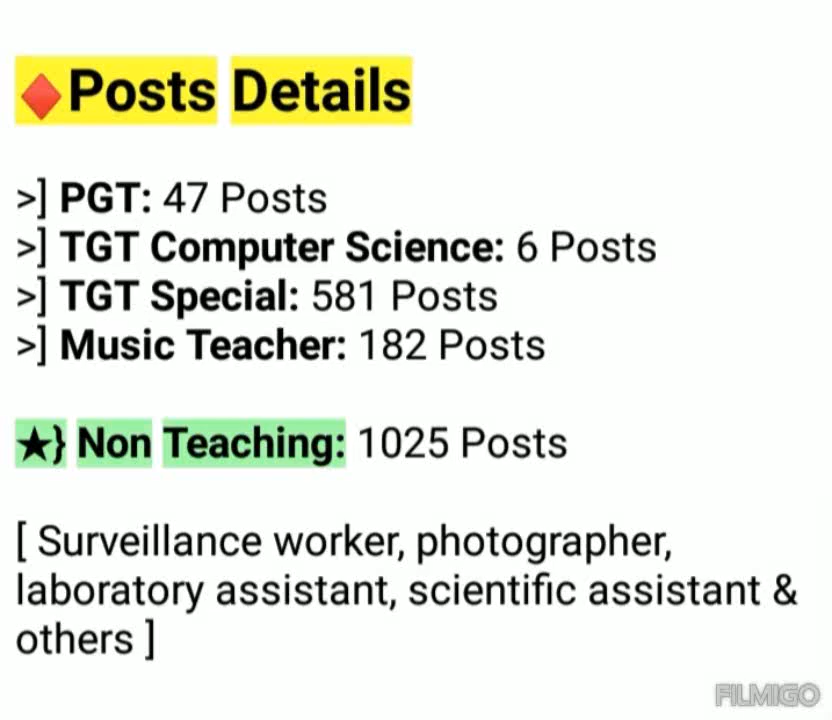 ♦Posts Details
>] PGT: 47 Posts
>] TGT Computer Science: 6 Posts
>] TGT Special: 581 Posts
>] Music Teacher: 182 Posts
★} Non Teaching: 1025 Posts
[ Surveillance worker, photographer,
laboratory assistant, scientific assistant &
others ]
FILMIGO